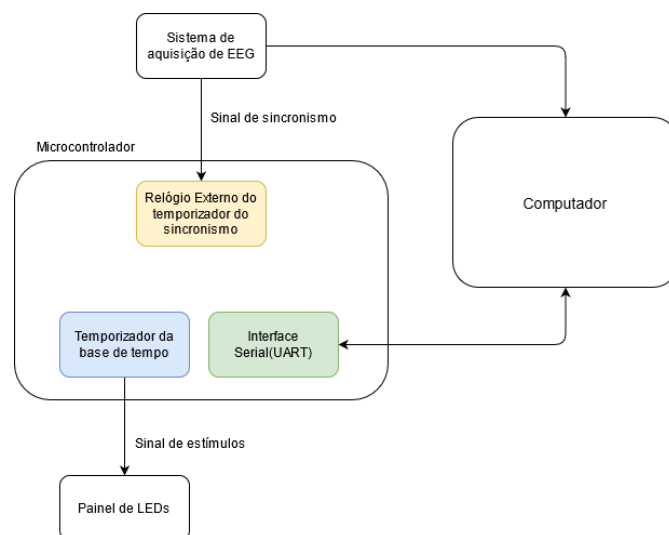 Sistema de
aquisição de EEG
Sinal de sincronismo
Microcontrolador
Relógio Externo do
temporizador do
sincronismo
Computador
Temporizador da
base de tempo
Interface
Serial(UART)
Sinal de estímulos
Painel de LEDs